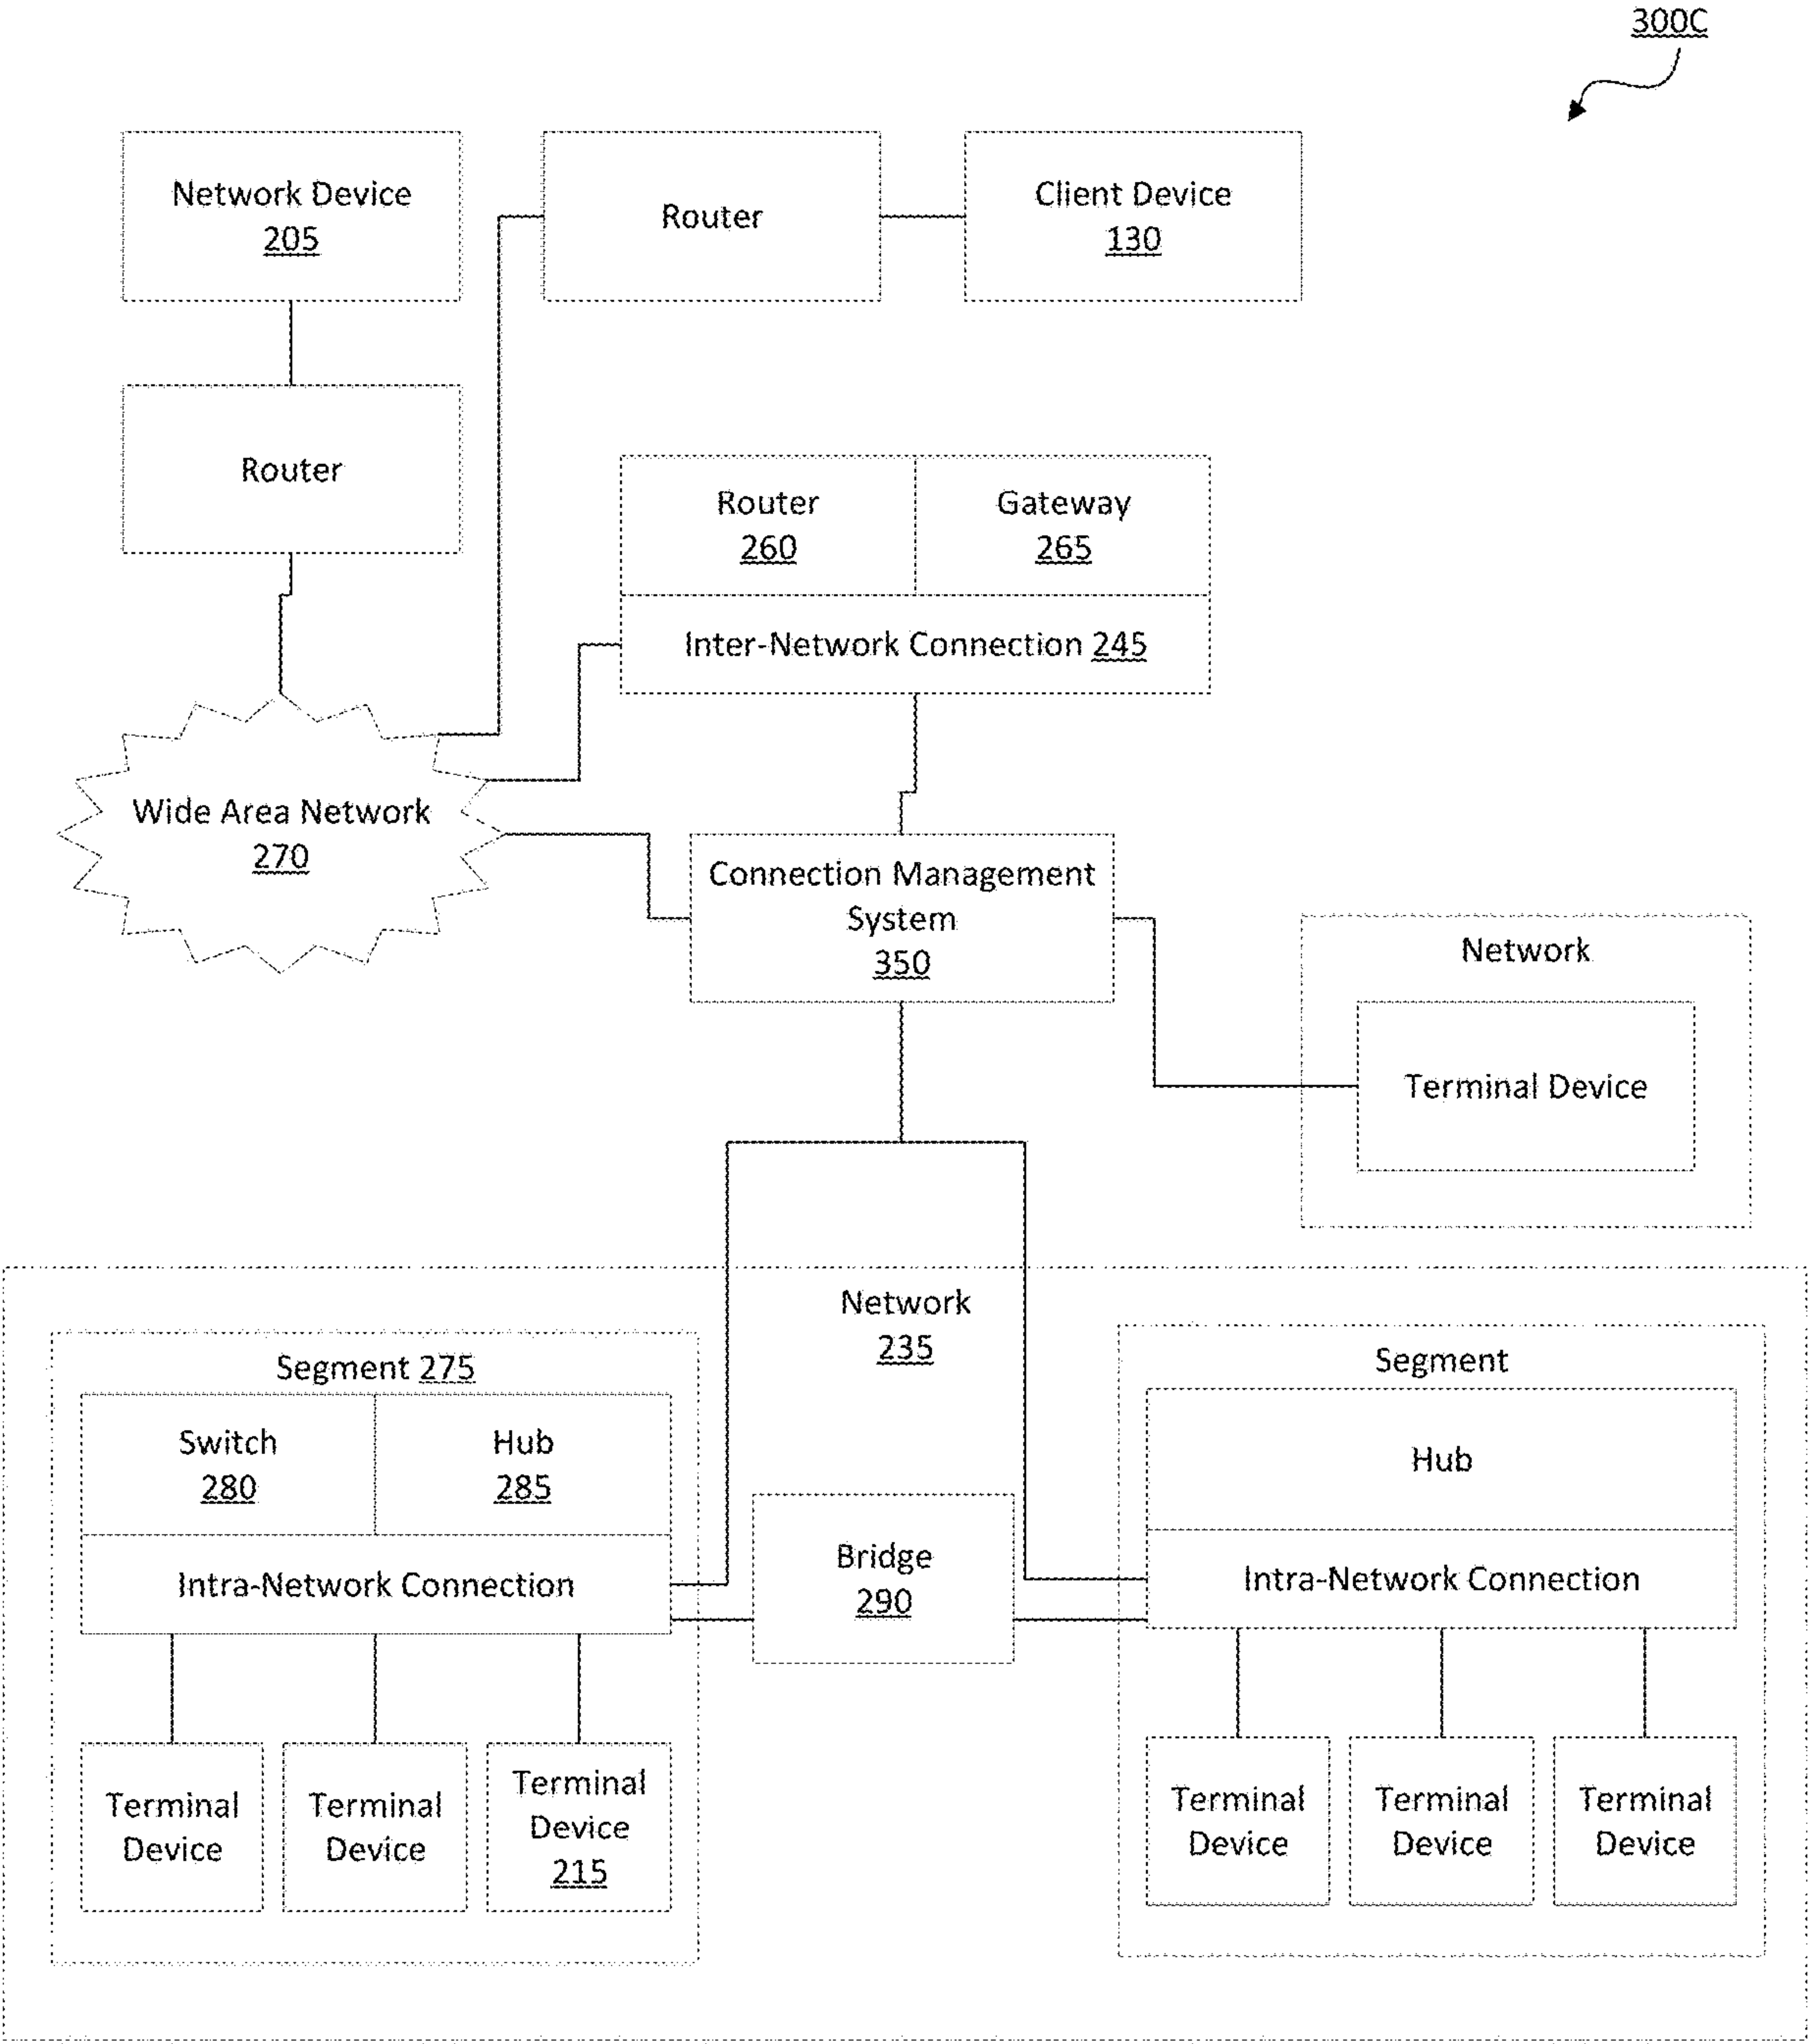 300C
Network Device
205
Router
Client Device
130
Router
Router
260
Gateway
265
Inter-Network Connection 245
Wide Area Network
270
Connection Management
System
350
Network
Terminal Device
Network
235
Segment 275
Switch
280
Hub
285
Intra-Network Connection
Bridge
290
Segment
Hub
Intra-Network Connection
Terminal
Device
Terminal
Device
Terminal
Device
215
Terminal
Device
Terminal
Device
Terminal
Device